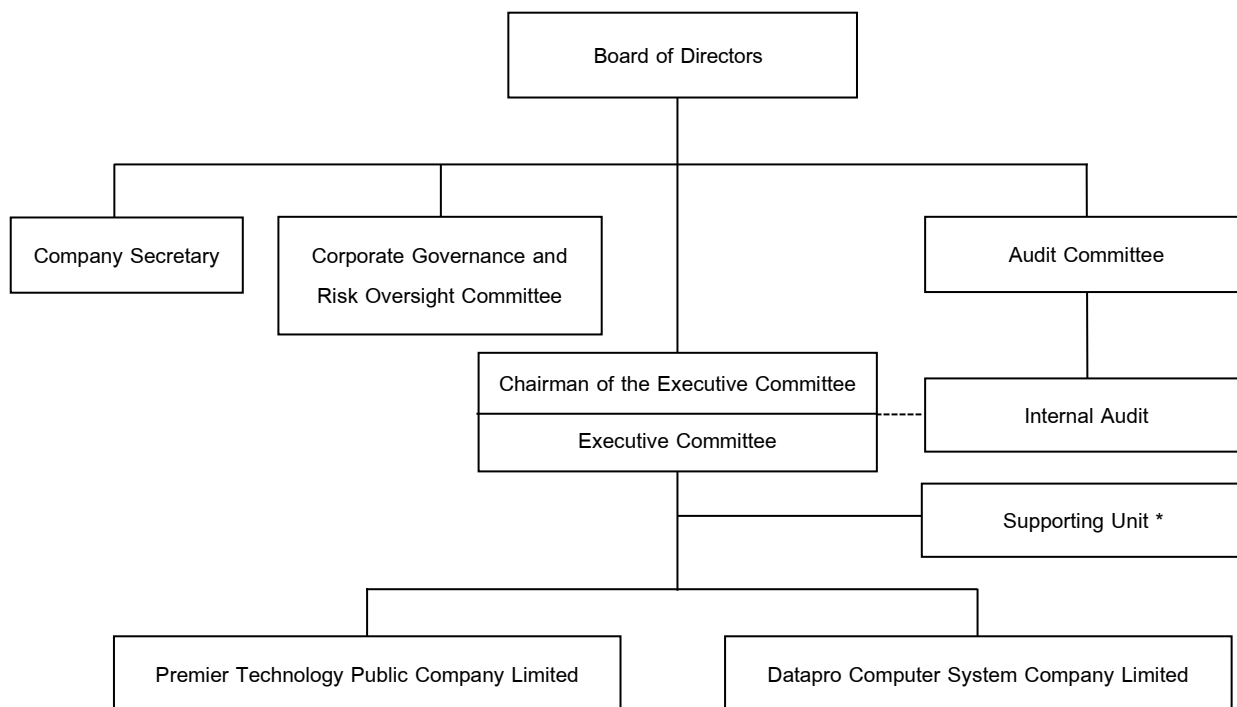 Board of Directors
Company Secretary
Corporate Governance and
Risk Oversight Committee
Audit Committee
Chairman of the Executive Committee
Executive Committee
Internal Audit
Supporting Unit *
Premier Technology Public Company Limited
Datapro Computer System Company Limited